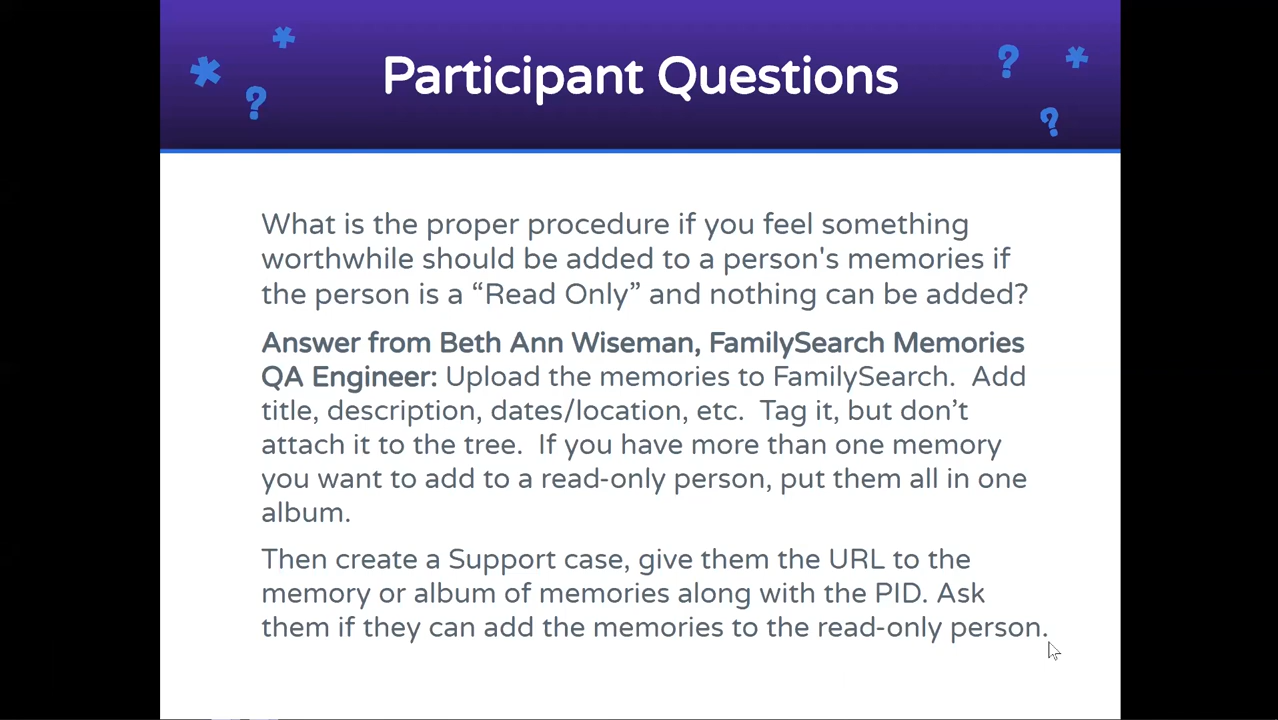 Participant Questions
What is the proper procedure if you feel something
worthwhile should be added to a person's memories if
the person is a “Read Only” and nothing can be added?
Answer from Beth Ann Wiseman, FamilySearch Memories
QA Engineer: Upload the memories to FamilySearch.  Add
title, description, dates/location, etc.  Tag it, but don’t
attach it to the tree.  If you have more than one memory
you want to add to a read-only person, put them all in one
album.
Then create a Support case, give them the URL to the
memory or album of memories along with the PID. Ask
them if they can add the memories to the read-only person.